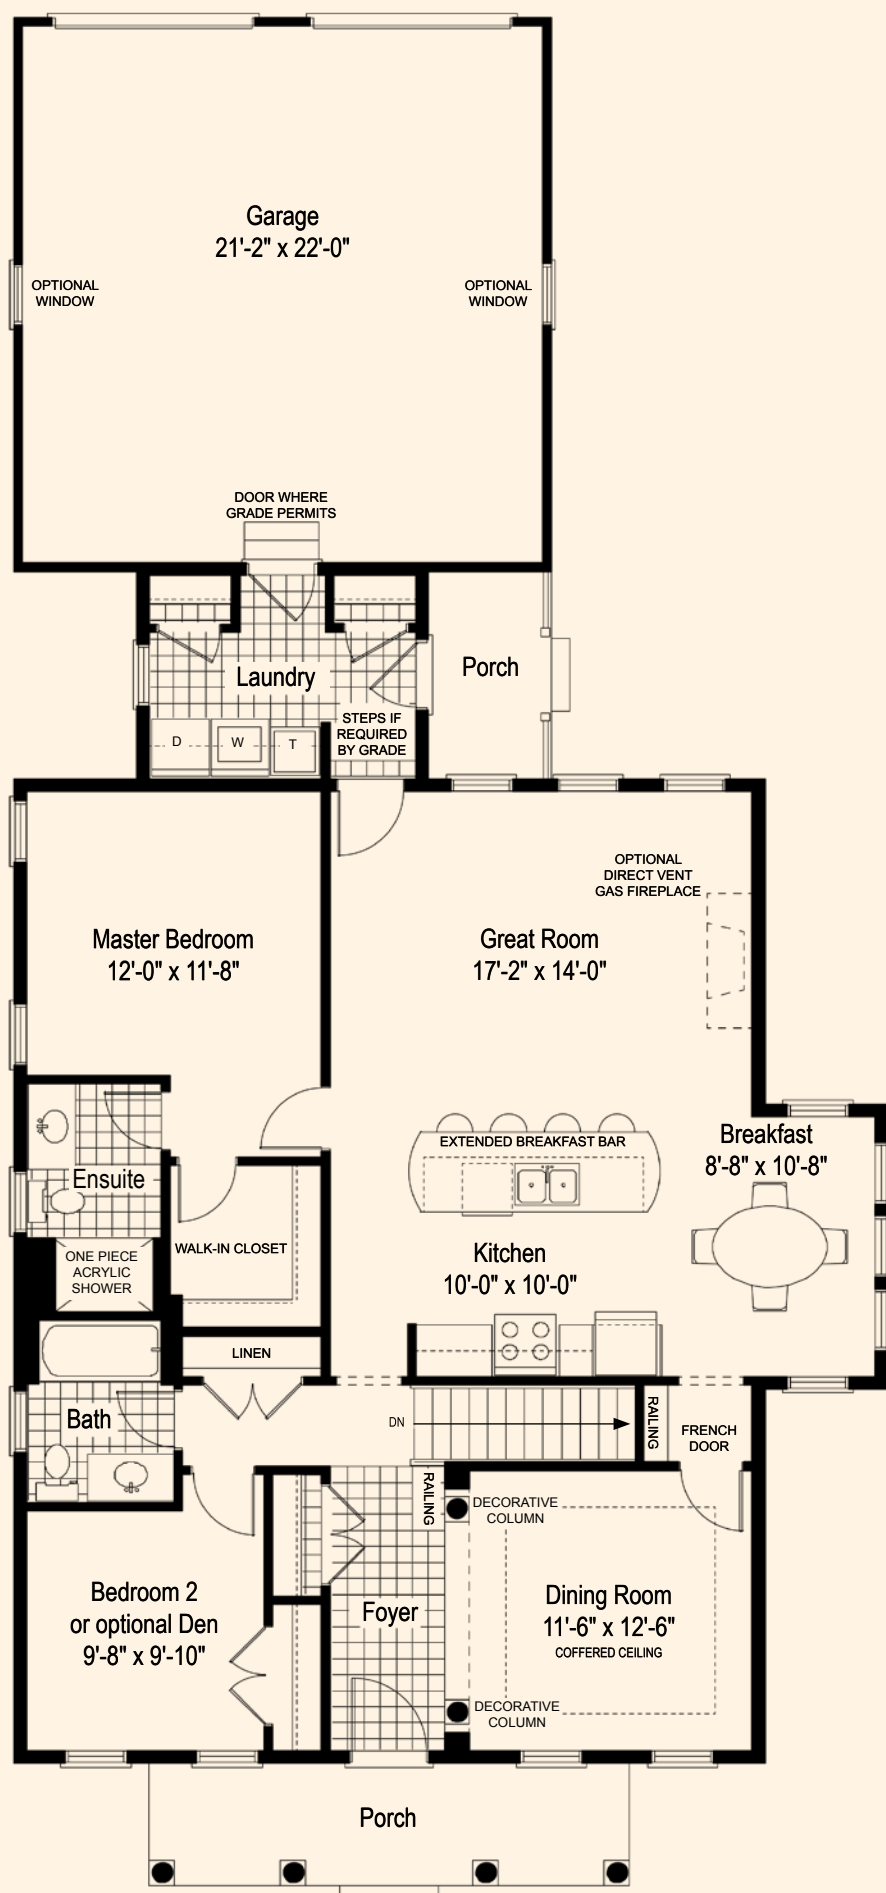 Garage
21'-2" x 22'-0"
OPTIONAL
WINDOW
OPTIONAL
WINDOW
DOOR WHERE
GRADE PERMITS
Laundry
Porch
STEPS IF
REQUIRED
BY GRADE
D
W
T
OPTIONAL
DIRECT VENT
GAS FIREPLACE
Master Bedroom
12'-0" x 11'-8"
Great Room
17'-2" x 14'-0"
EXTENDED BREAKFAST BAR
Breakfast
8'-8" x 10'-8"
Ensuite
WALK-IN CLOSET
ONE PIECE
ACRYLIC
SHOWER
Kitchen
10'-0" x 10'-0"
LINEN
Bath
DN
RAILING
FRENCH
DOOR
RAILING
DECORATIVE
COLUMN
Bedroom 2
or optional Den
9'-8" x 9'-10"
Foyer
Dining Room
11'-6" x 12'-6"
COFFERED CEILING
DECORATIVE
COLUMN
Porch